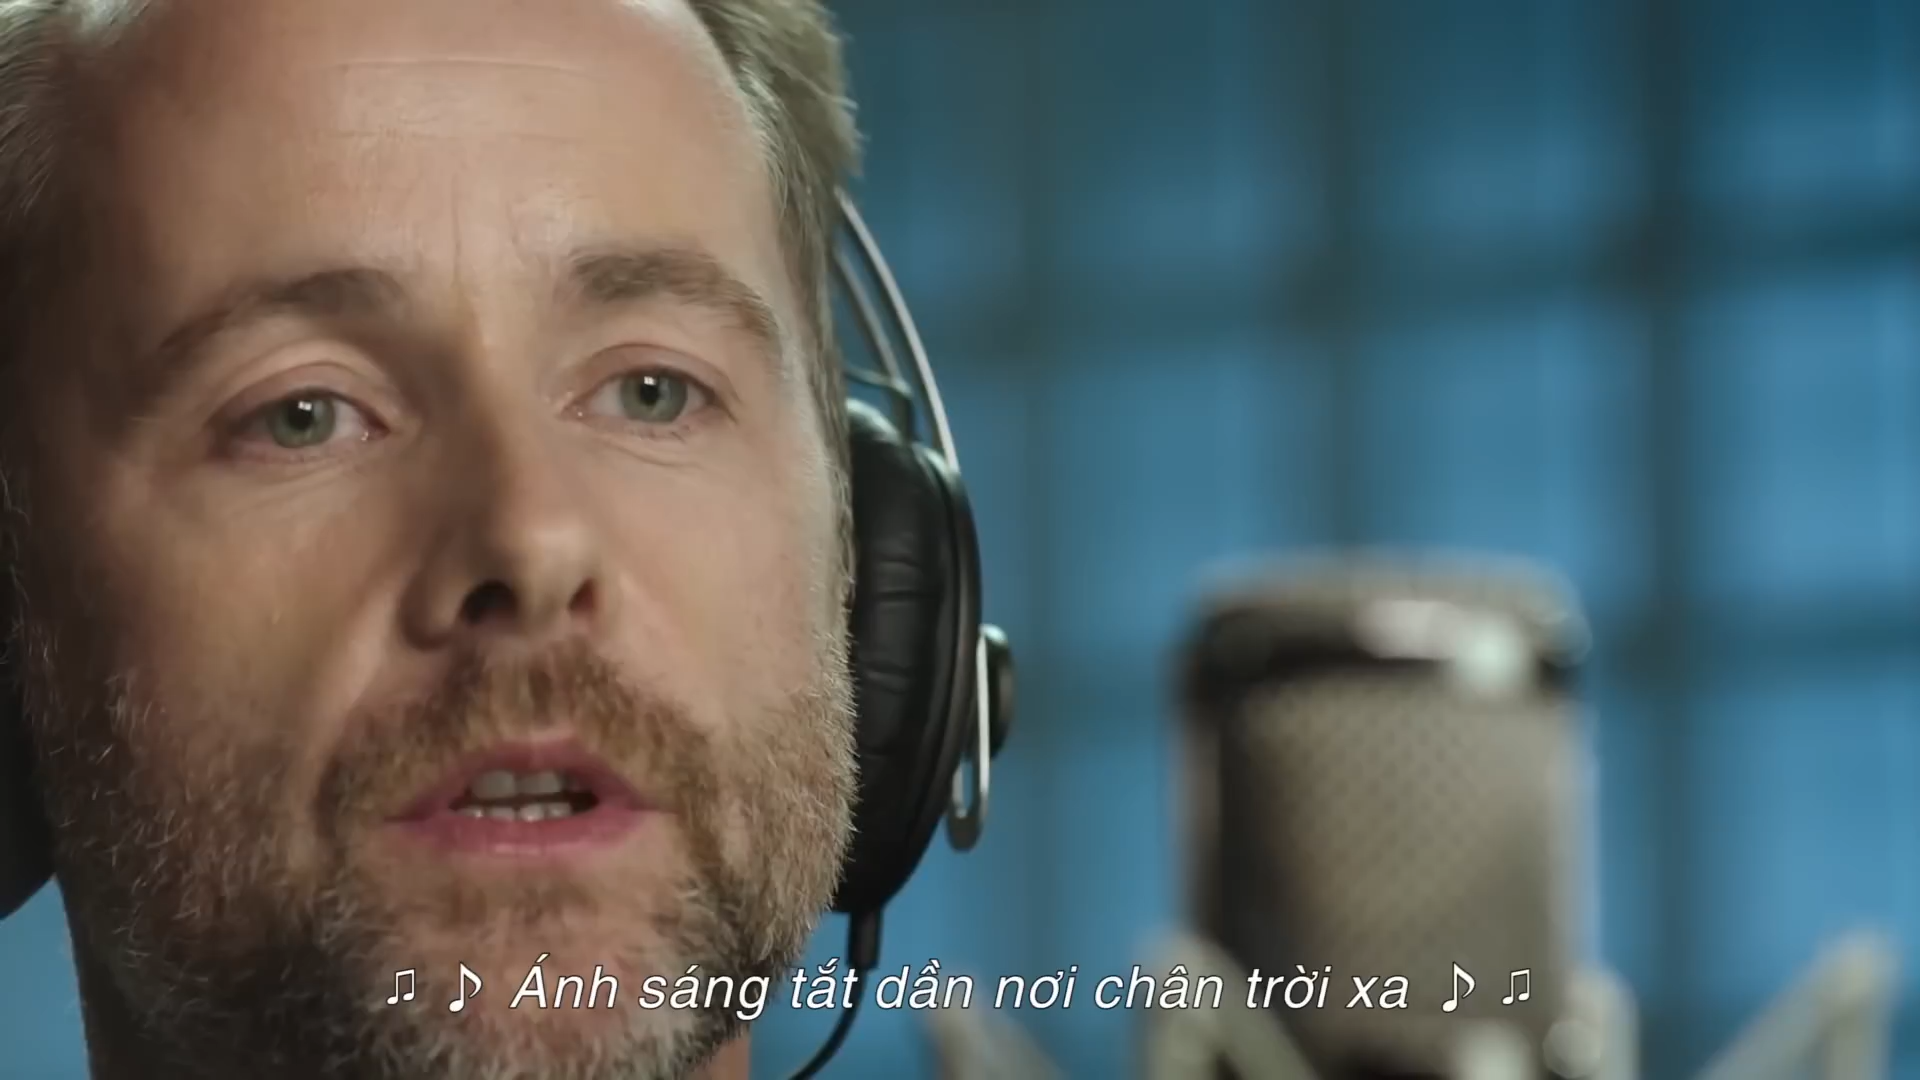 ♫ ♪ Ánh sáng tắt dần nơi chân trời xa ♪ ♫